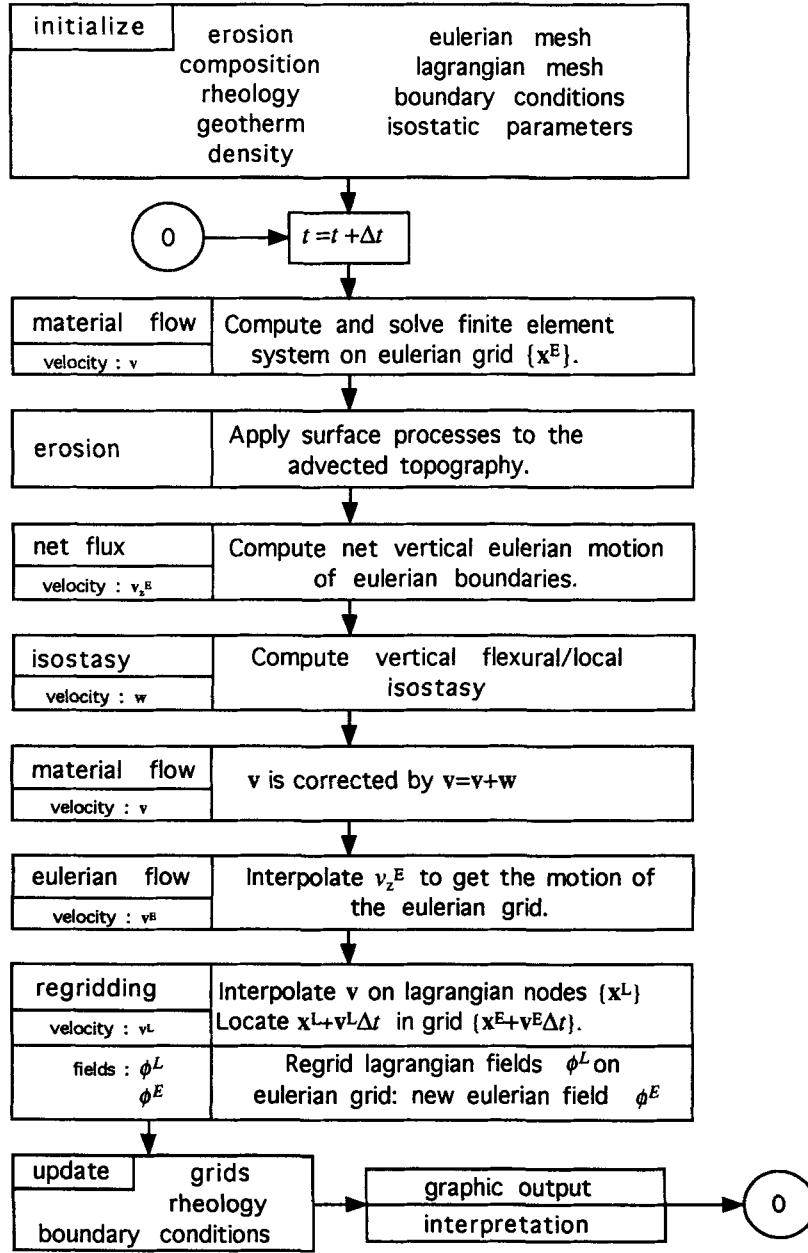 initialize
erosion
composition
rheology
geotherm
density
eulerian mesh
lagrangian mesh
boundary conditions
isostatic parameters
0
t = t + Δt
material flow
velocity : v
Compute and solve finite element
system on eulerian grid {x^E}.
erosion
Apply surface processes to the
advected topography.
net flux
velocity : v_z^E
Compute net vertical eulerian motion
of eulerian boundaries.
isostasy
velocity : w
Compute vertical flexural/local
isostasy
material flow
velocity : v
v is corrected by v=v+w
eulerian flow
velocity : v^E
Interpolate v_z^E to get the motion of
the eulerian grid.
regridding
velocity : v^L
Interpolate v on lagrangian nodes {x^L}
Locate x^L+v^LΔt in grid {x^E+v^EΔt}.
fields : ϕ^L
ϕ^E
Regrid lagrangian fields ϕ^L on
eulerian grid: new eulerian field ϕ^E
update
grids
rheology
boundary conditions
graphic output
interpretation
0